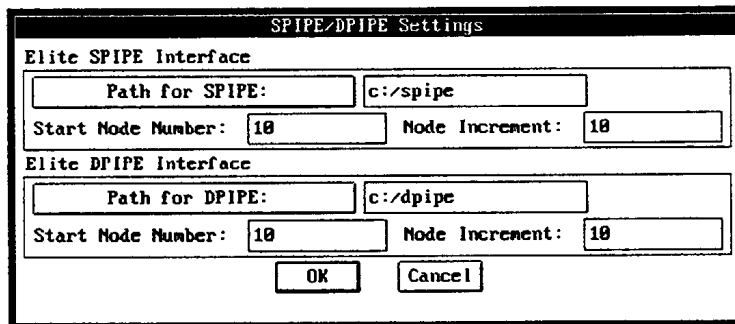 SPIPE/DPIPE Settings
Elite SPIPE Interface
Path for SPIPE: c:/spipe
Start Node Number: 10 Node Increment: 10
Elite DPIPE Interface
Path for DPIPE: c:/dpipe
Start Node Number: 10 Node Increment: 10
OK Cancel